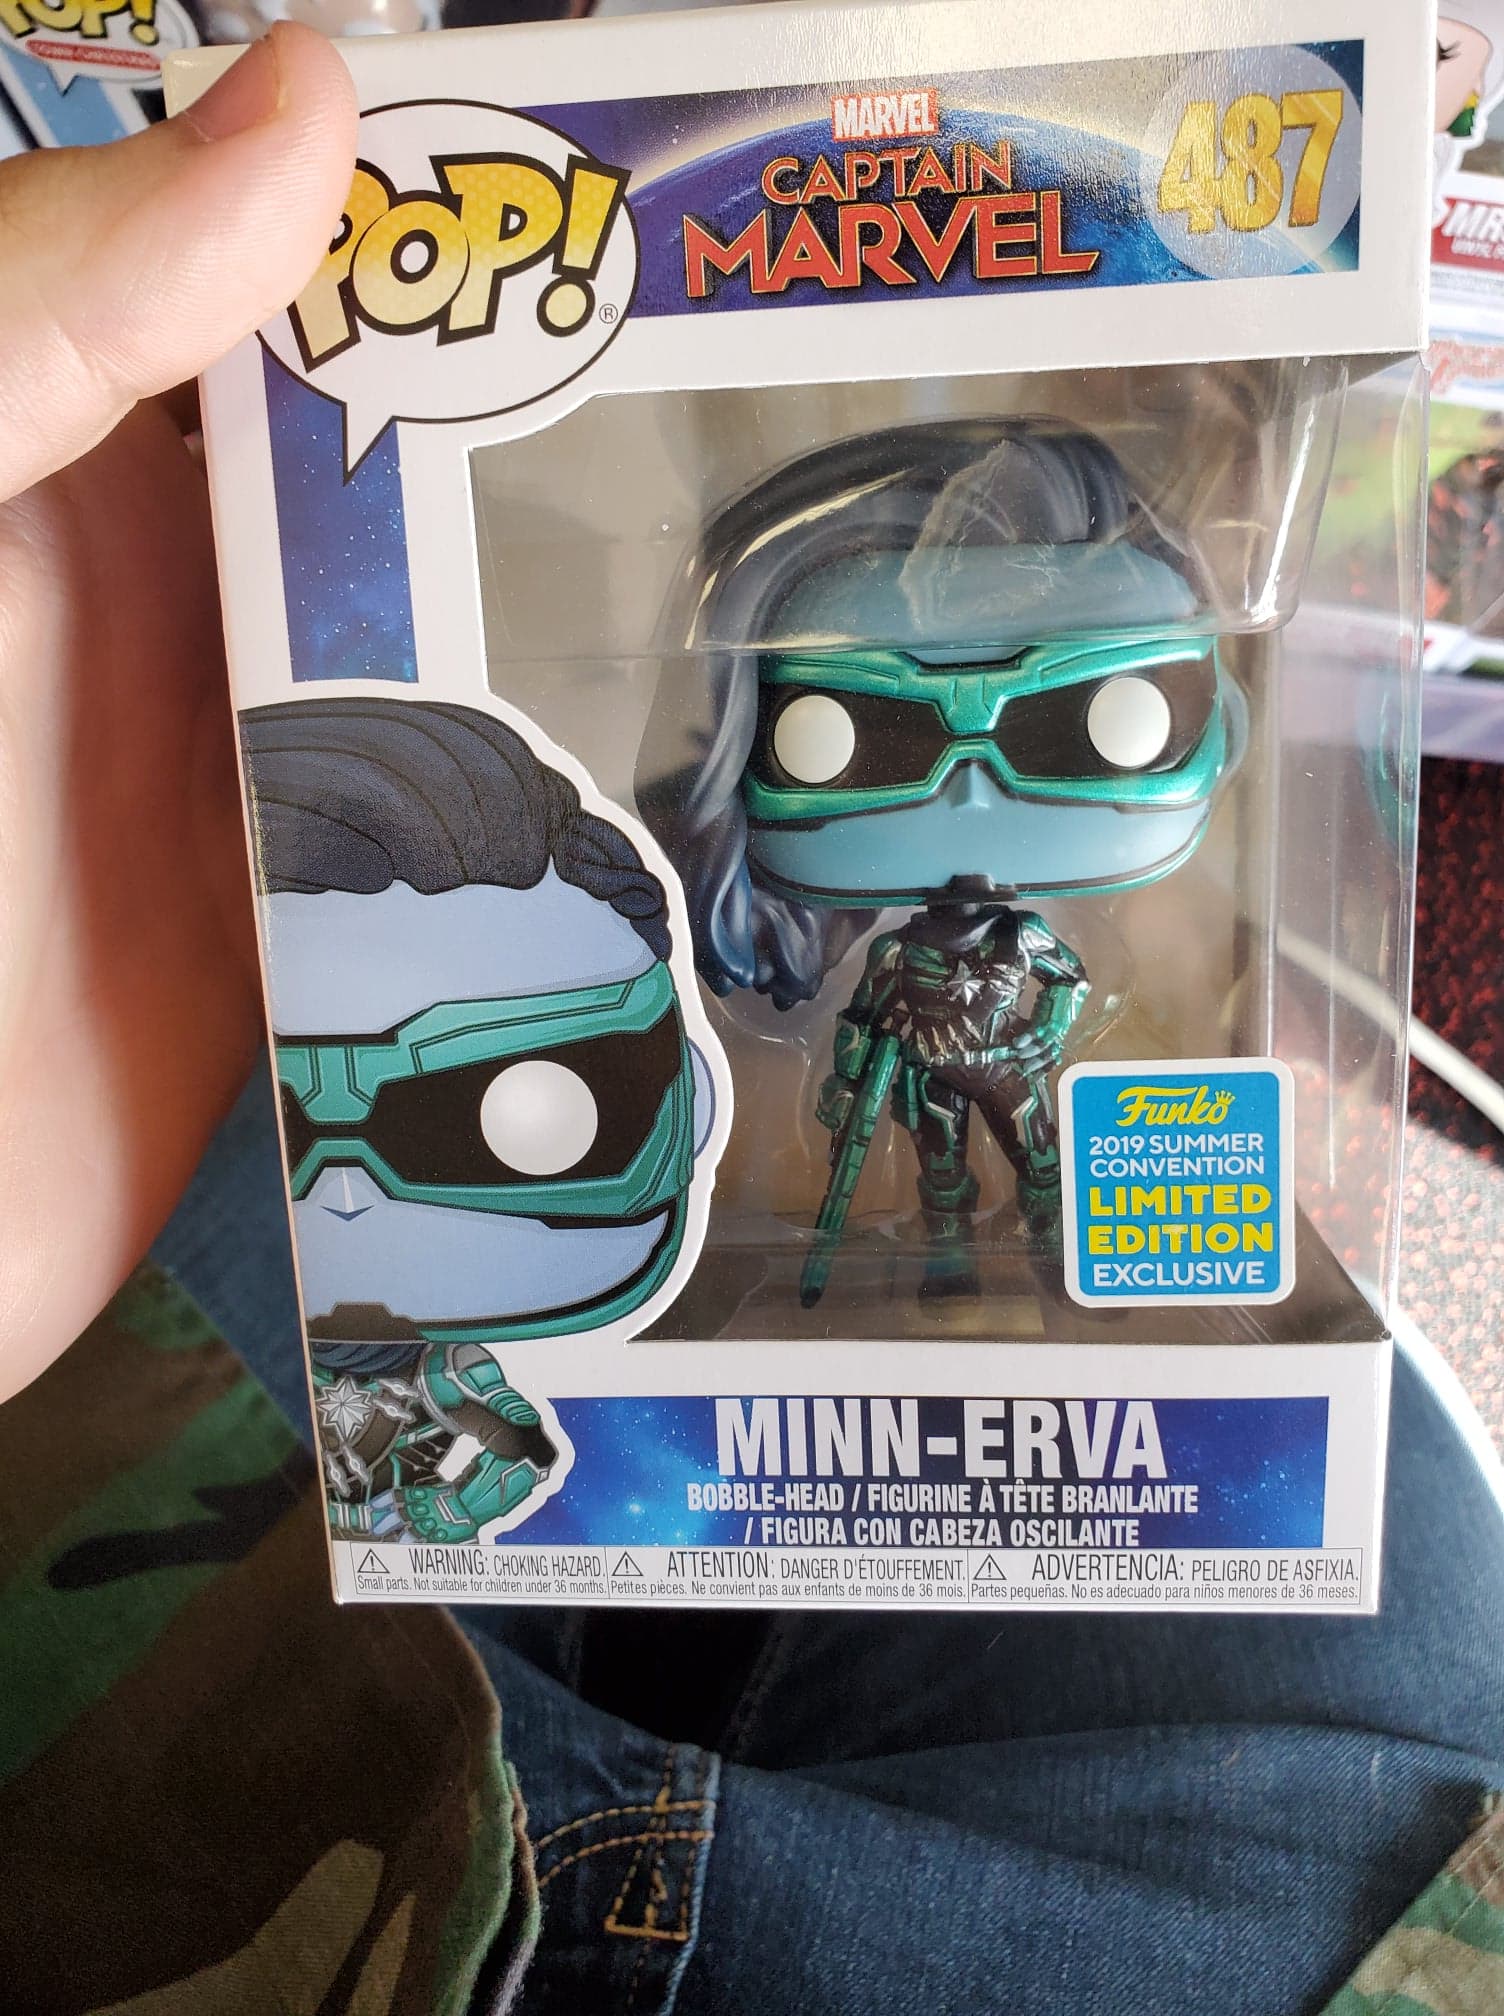 POP!
POP! ®
MARVEL
CAPTAIN
MARVEL
487
Funko
2019 SUMMER
CONVENTION
LIMITED
EDITION
EXCLUSIVE
MINN-ERVA
BOBBLE-HEAD / FIGURINE À TÊTE BRANLANTE
/ FIGURA CON CABEZA OSCILANTE
WARNING: CHOKING HAZARD.
Small parts. Not suitable for children under 36 months.
ATTENTION: DANGER D'ÉTOUFFEMENT.
Petites pièces. Ne convient pas aux enfants de moins de 36 mois.
ADVERTENCIA: PELIGRO DE ASFIXIA.
Partes pequeñas. No es adecuado para niños menores de 36 meses.